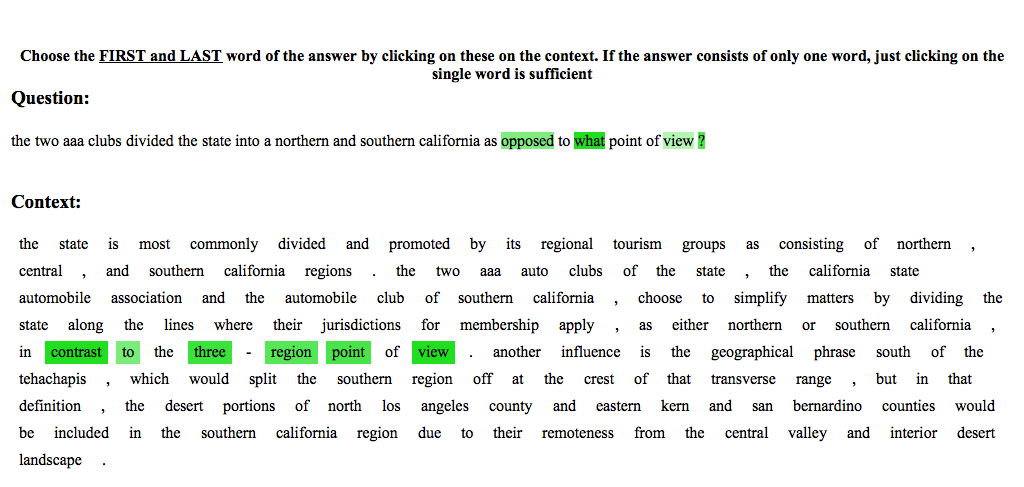 Choose the FIRST and LAST word of the answer by clicking on these on the context. If the answer consists of only one word, just clicking on the
single word is sufficient
Question:
the two aaa clubs divided the state into a northern and southern california as opposed to what point of view ?
Context:
the state is most commonly divided and promoted by its regional tourism groups as consisting of northern ,
central , and southern california regions . the two aaa auto clubs of the state , the california state
automobile association and the automobile club of southern california , choose to simplify matters by dividing the
state along the lines where their jurisdictions for membership apply , as either northern or southern california ,
in contrast to the three - region point of view . another influence is the geographical phrase south of the
tehachapis , which would split the southern region off at the crest of that transverse range , but in that
definition , the desert portions of north los angeles county and eastern kern and san bernardino counties would
be included in the southern california region due to their remoteness from the central valley and interior desert
landscape .